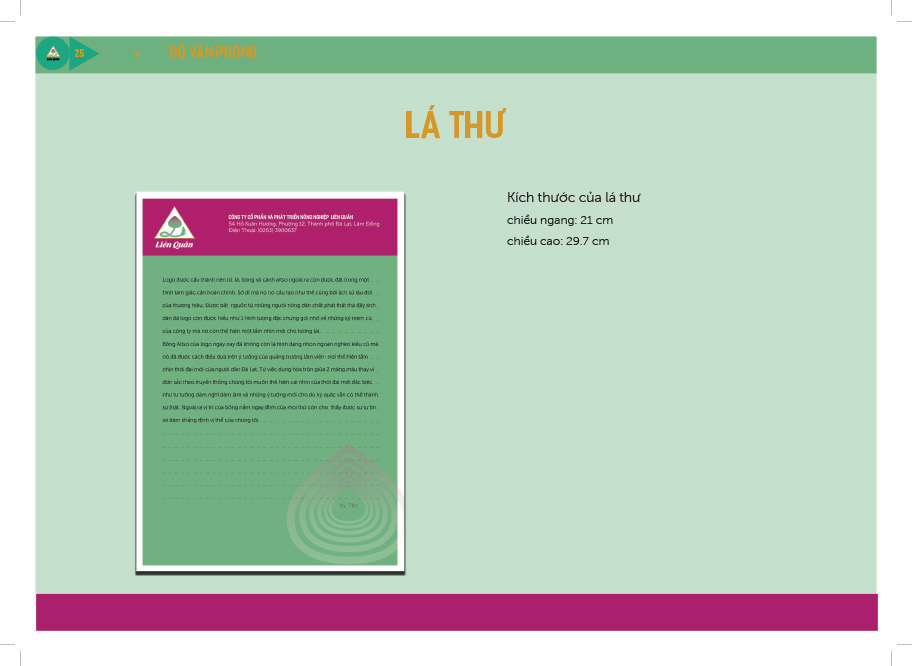 25
BỘ VĂN PHÒNG
LÁ THƯ
Liên Quân
CÔNG TY CỔ PHẦN VÀ PHÁT TRIỂN NÔNG NGHIỆP LIÊN QUÂN
54 Hồ Xuân Hương, Phường 12, Thành phố Đà Lạt, Lâm Đồng
Điện Thoại: (0263) 3900637
Logo được cấu thành nên từ: lá, bông và cành atiso ngoài ra còn được đặt trong một
hình tam giác cân hoàn chỉnh. Sở dĩ mà nó nó cấu tạo như thế cùng bởi lịch sử lâu đời
của thương hiệu. Được bắt nguồn từ những người nông dân chất phát thật thà đầy tình
dân dã logo còn được hiểu như 1 hình tượng đặc chưng gợi nhớ về những kỷ niệm cũ
của công ty mà nó còn thể hiện một tầm nhìn mới cho tương lai.
Bông Atiso của logo ngày nay đã không còn là hình dạng nhọn ngoàn nghèo kiểu cũ mà
nó đã được cách điệu dựa trên ý tưởng của quảng trường lâm viên - nơi thể hiện tầm
nhìn thời đại mới của người dân Đà Lạt. Từ việc dung hòa trộn giữa 2 mảng màu thay vì
đơn sắc theo truyền thống chúng tôi muốn thể hiện cái nhìn của thời đại mới đặc biệt,
như tư tưởng dám nghĩ dám làm và những ý tưởng mới cho dù kỳ quặc vẫn có thể thành
sự thật. Ngoài ra vị trí của bông nằm ngay đỉnh của mọi thứ còn cho thấy được sự tự tin
và dám khẳng định vị thế của chúng tôi.
Ký Tên
Kích thước của lá thư
chiều ngang: 21 cm
chiều cao: 29.7 cm